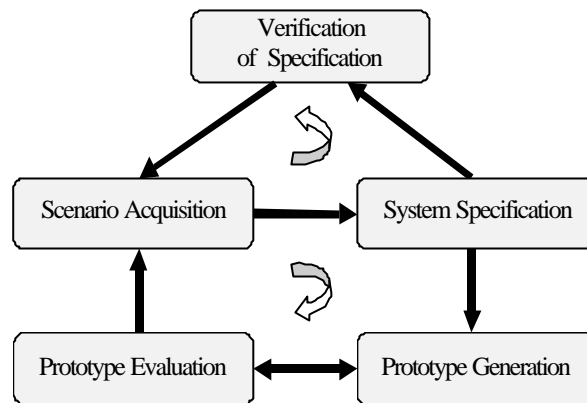 Verification
of Specification
Scenario Acquisition
System Specification
Prototype Evaluation
Prototype Generation